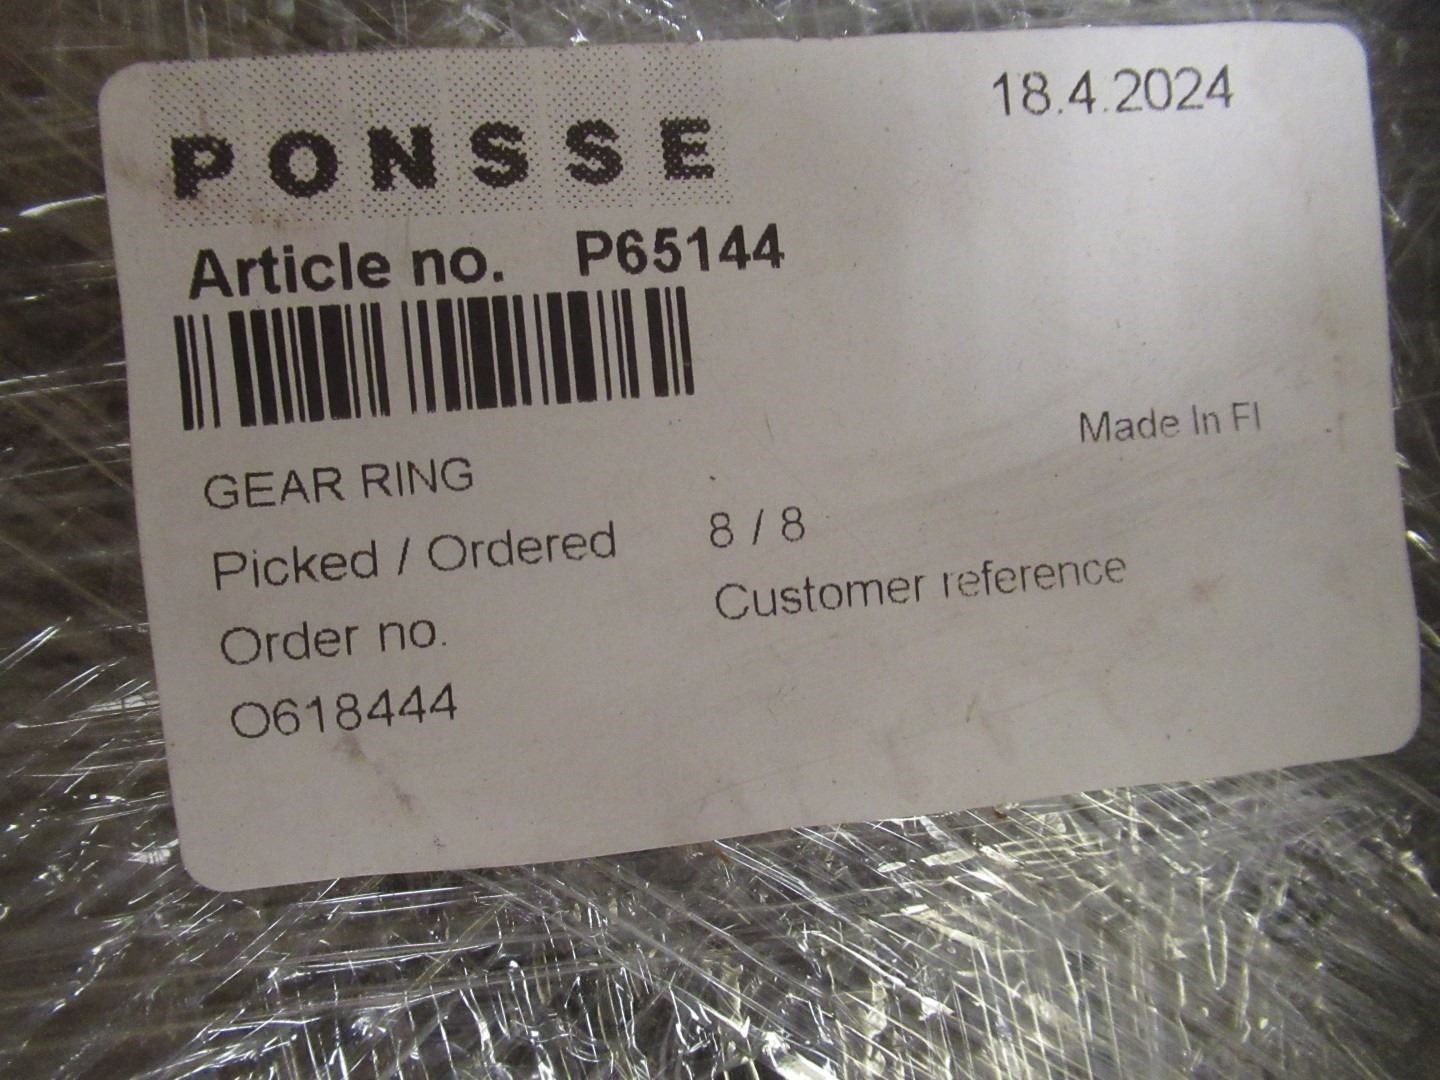 PONSSE
18.4.2024
Article no. P65144
Made In FI
GEAR RING
Picked / Ordered 8 / 8
Order no. Customer reference
O618444